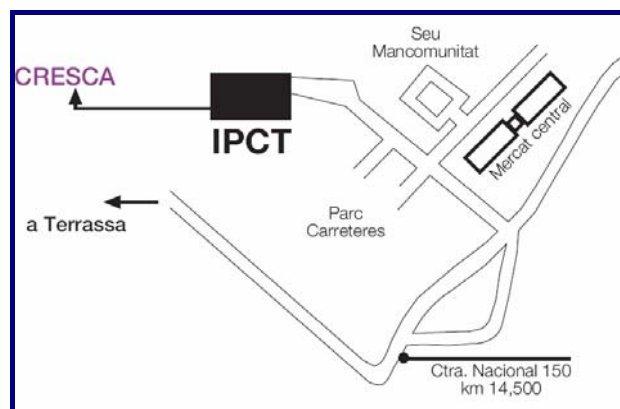 Seu
Mancomunitat
CRESCA
IPCT
Mercat central
a Terrassa
Parc
Carreteres
Ctra. Nacional 150
km 14,500